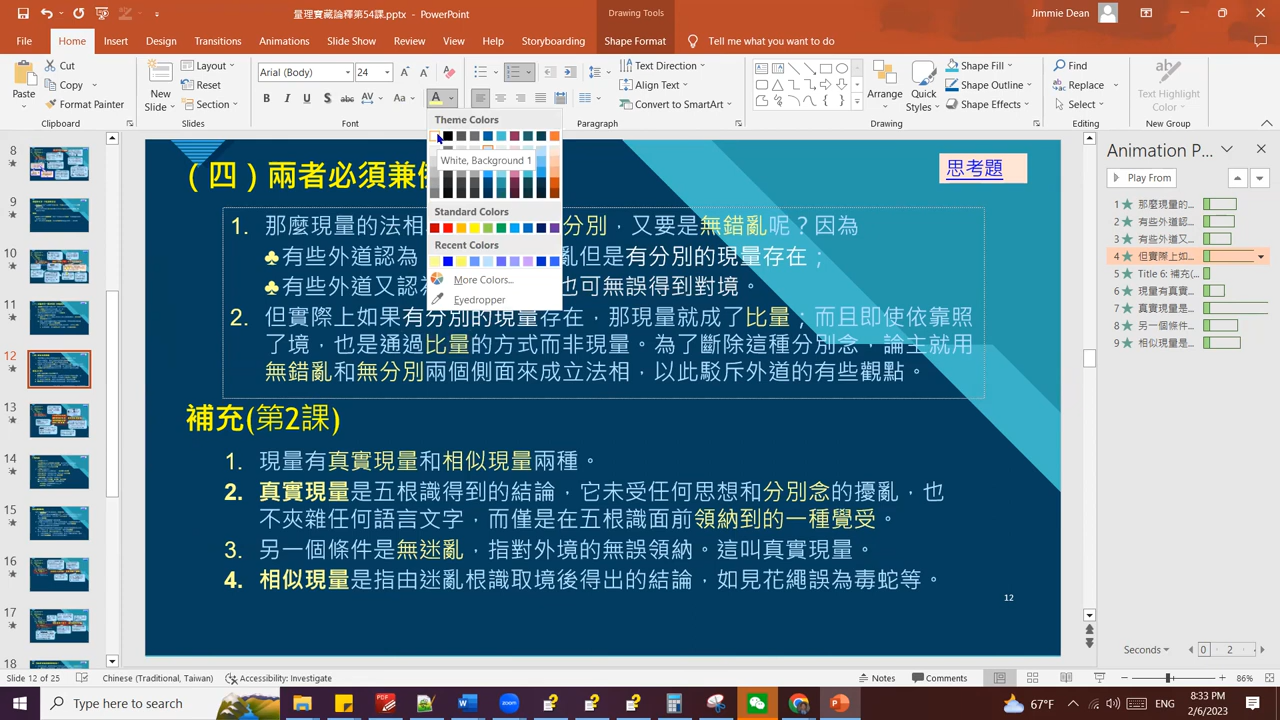 量理寶藏論釋第54課.pptx - PowerPoint
Drawing Tools
Jimmie Dean
File Home Insert Design Transitions Animations Slide Show Review View Help Storyboarding Shape Format Tell me what you want to do
Paste
Cut
Copy
Format Painter
Clipboard
New Slide
Layout
Reset
Section
Slides
Arial (Body) 24
Font
Text Direction
Align Text
Convert to SmartArt
Paragraph
Arrange
Quick Styles
Shape Fill
Shape Outline
Shape Effects
Drawing
Find
Replace
Select
Editing
Text Highlight Color
New Group
Theme Colors
White, Background 1
Standard Colors
Recent Colors
More Colors...
Eyedropper
（四）兩者必須兼
思考題
1. 那麼現量的法相 分別，又要是無錯亂呢？因為
♣有些外道認為 亂但是有分別的現量存在；
♣有些外道又認 也可無誤得到對境。
2. 但實際上如果有分別的現量存在，那現量就成了比量；而且即使依靠照
了境，也是通過比量的方式而非現量。為了斷除這種分別念，論主就用
無錯亂和無分別兩個側面來成立法相，以此駁斥外道的有些觀點。
補充(第2課)
1. 現量有真實現量和相似現量兩種。
2. 真實現量是五根識得到的結論，它未受任何思想和分別念的擾亂，也
不夾雜任何語言文字，而僅是在五根識面前領納到的一種覺受。
3. 另一個條件是無迷亂，指對外境的無誤領納。這叫真實現量。
4. 相似現量是指由迷亂根識取境後得出的結論，如見花繩誤為毒蛇等。
12
9
10
11
12
13
14
15
16
17
18
Animation P...
Play From
1 那麼現量的...
2 有些外道認...
3 有些外道又...
4 但實際上如...
5 Title 6: 補充(...
6 現量有真實...
7 真實現量是...
8 另一個條件...
9 相似現量是...
Seconds 0 2
Slide 12 of 25 Chinese (Traditional, Taiwan) Accessibility: Investigate Notes Comments 86%
Type here to search
67°F ENG
8:33 PM
2/6/2023